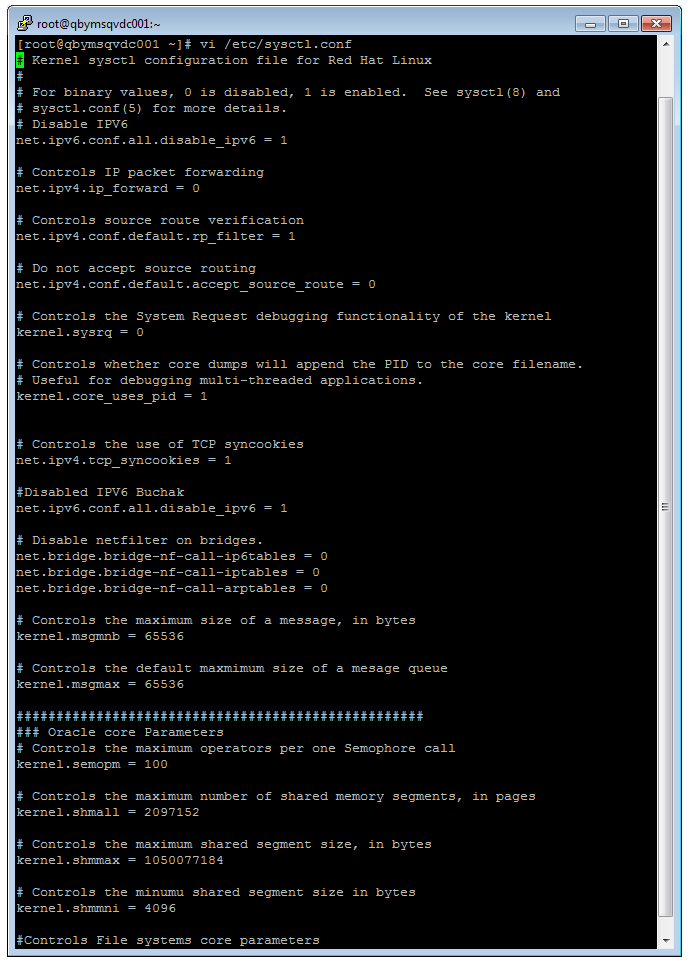 root@qbymsqvdc001:~
[root@qbymsqvdc001 ~]# vi /etc/sysctl.conf
# Kernel sysctl configuration file for Red Hat Linux
#
# For binary values, 0 is disabled, 1 is enabled.  See sysctl(8) and
# sysctl.conf(5) for more details.
# Disable IPV6
net.ipv6.conf.all.disable_ipv6 = 1
# Controls IP packet forwarding
net.ipv4.ip_forward = 0
# Controls source route verification
net.ipv4.conf.default.rp_filter = 1
# Do not accept source routing
net.ipv4.conf.default.accept_source_route = 0
# Controls the System Request debugging functionality of the kernel
kernel.sysrq = 0
# Controls whether core dumps will append the PID to the core filename.
# Useful for debugging multi-threaded applications.
kernel.core_uses_pid = 1
# Controls the use of TCP syncookies
net.ipv4.tcp_syncookies = 1
#Disabled IPV6 Buchak
net.ipv6.conf.all.disable_ipv6 = 1
# Disable netfilter on bridges.
net.bridge.bridge-nf-call-ip6tables = 0
net.bridge.bridge-nf-call-iptables = 0
net.bridge.bridge-nf-call-arptables = 0
# Controls the maximum size of a message, in bytes
kernel.msgmnb = 65536
# Controls the default maxmimum size of a mesage queue
kernel.msgmax = 65536
###################################################
### Oracle core Parameters
# Controls the maximum operators per one Semophore call
kernel.semopm = 100
# Controls the maximum number of shared memory segments, in pages
kernel.shmall = 2097152
# Controls the maximum shared segment size, in bytes
kernel.shmmax = 1050077184
# Controls the minumu shared segment size in bytes
kernel.shmmni = 4096
#Controls File systems core parameters